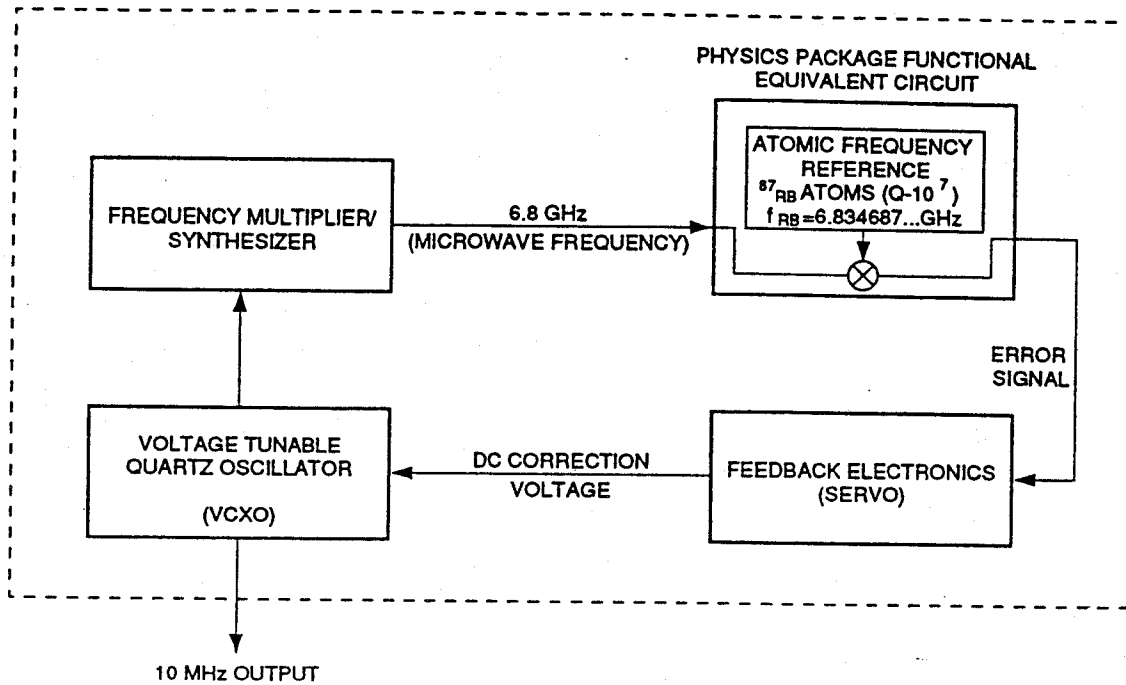 PHYSICS PACKAGE FUNCTIONAL
EQUIVALENT CIRCUIT
ATOMIC FREQUENCY
REFERENCE
87RB ATOMS (Q-10 7 )
f RB =6.834687...GHz
FREQUENCY MULTIPLIER/
SYNTHESIZER
6.8 GHz
(MICROWAVE FREQUENCY)
ERROR
SIGNAL
VOLTAGE TUNABLE
QUARTZ OSCILLATOR
(VCXO)
DC CORRECTION
VOLTAGE
FEEDBACK ELECTRONICS
(SERVO)
10 MHz OUTPUT